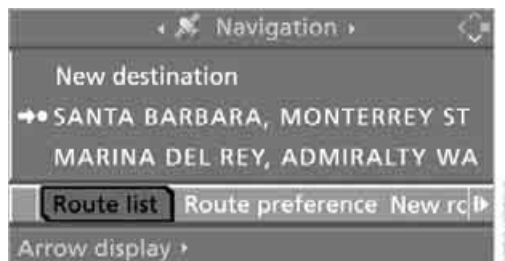 Navigation
New destination
SANTA BARBARA, MONTERREY ST
MARINA DEL REY, ADMIRALTY WA
Route list Route preference New rc
Arrow display